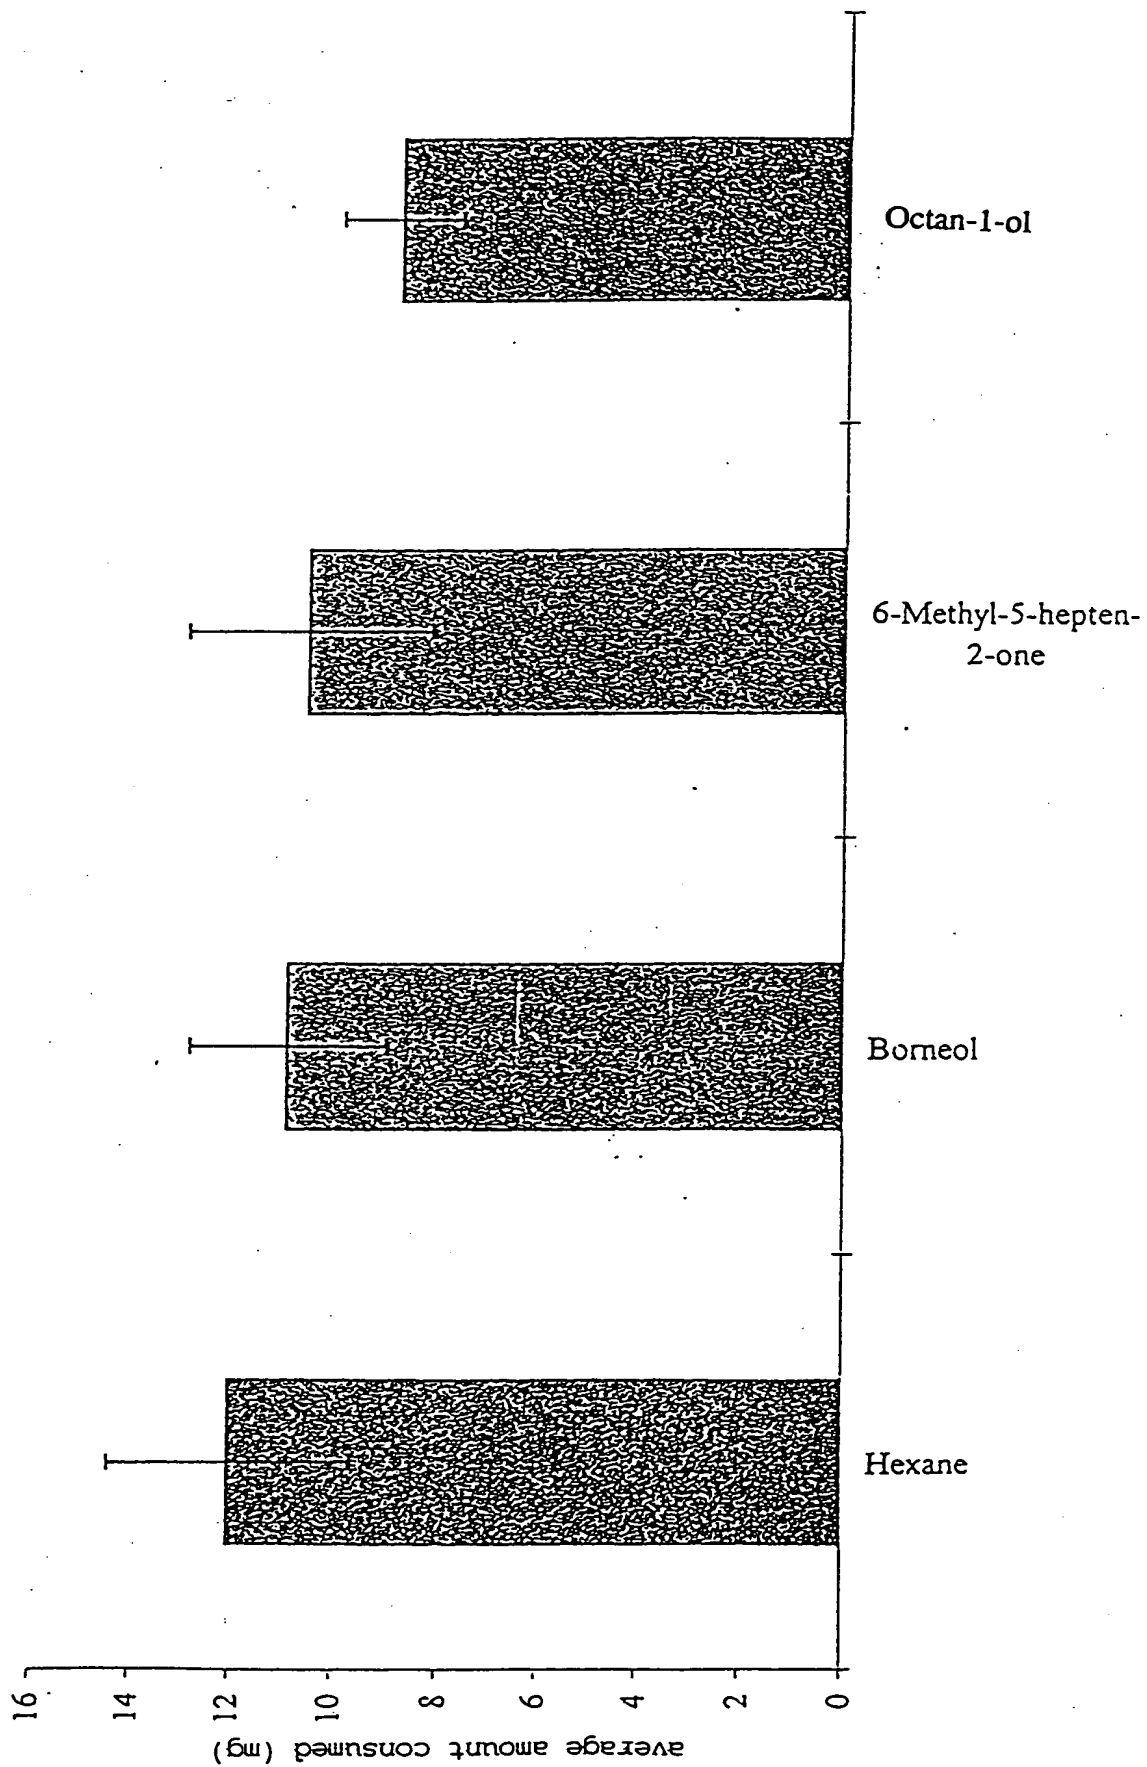 average amount consumed (mg)
16
14
12
10
8
6
4
2
0
Hexane
Borneol
6-Methyl-5-hepten-
2-one
Octan-1-ol